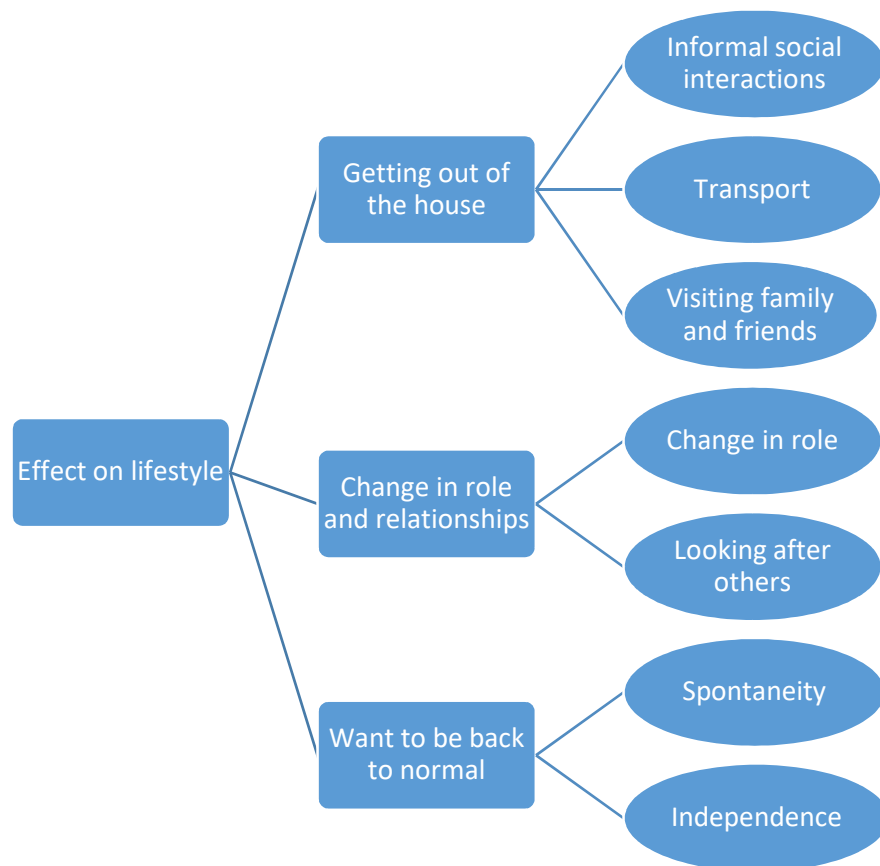 Informal social
interactions
Getting out of
the house
Transport
Visiting family
and friends
Effect on lifestyle
Change in role
and relationships
Change in role
Looking after
others
Want to be back
to normal
Spontaneity
Independence